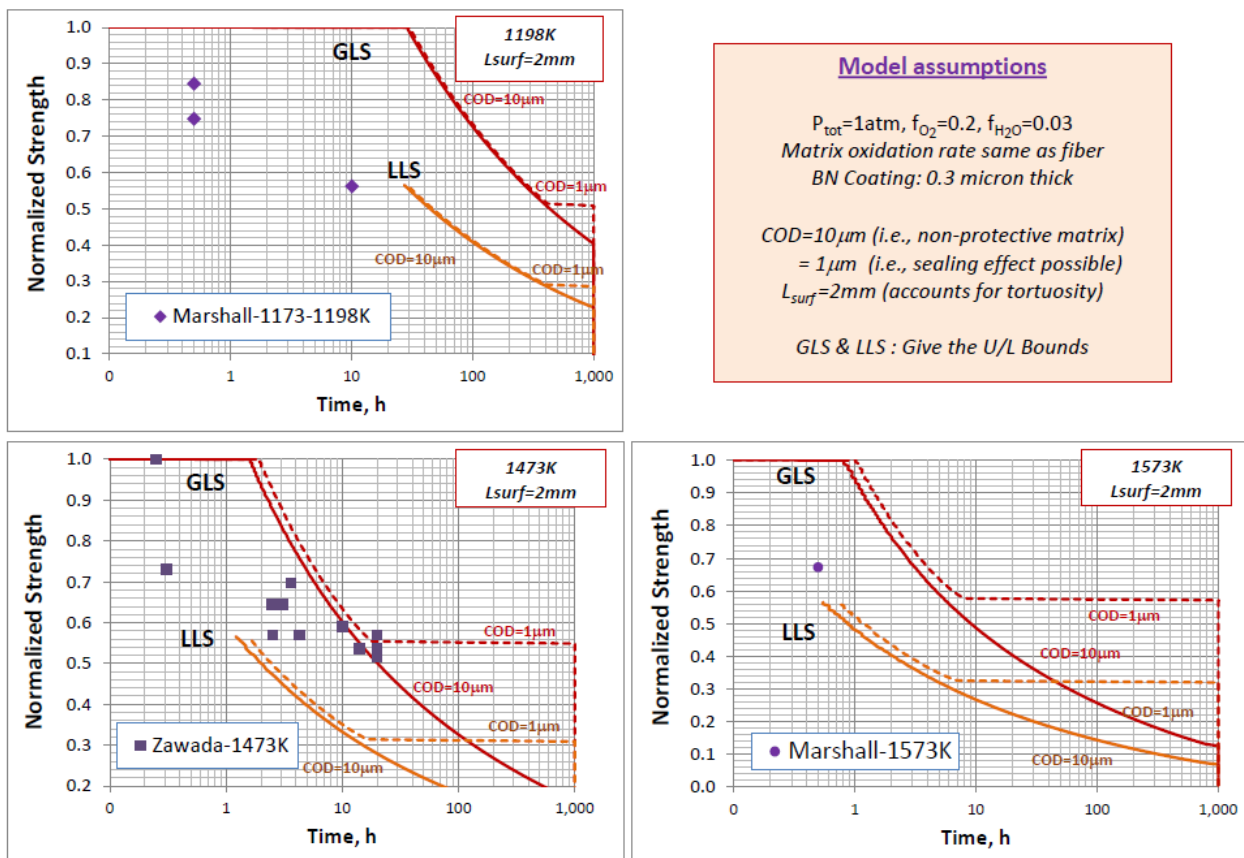 1198K
Lsurf=2mm
GLS
COD=10μm
LLS
COD=1μm
COD=10μm
COD=1μm
Marshall-1173-1198K
Normalized Strength
1.0
0.9
0.8
0.7
0.6
0.5
0.4
0.3
0.2
0.1
0 1 10 100 1,000
Time, h
Model assumptions
Ptot=1atm, fO2=0.2, fH2O=0.03
Matrix oxidation rate same as fiber
BN Coating: 0.3 micron thick
COD=10μm (i.e., non-protective matrix)
= 1μm (i.e., sealing effect possible)
Lsurf=2mm (accounts for tortuosity)
GLS & LLS : Give the U/L Bounds
1473K
Lsurf=2mm
GLS
LLS
COD=1μm
COD=10μm
COD=1μm
COD=10μm
Zawada-1473K
Normalized Strength
1.0
0.9
0.8
0.7
0.6
0.5
0.4
0.3
0.2
0 1 10 100 1,000
Time, h
1573K
Lsurf=2mm
GLS
LLS
COD=1μm
COD=10μm
COD=1μm
COD=10μm
Marshall-1573K
Normalized Strength
1.0
0.9
0.8
0.7
0.6
0.5
0.4
0.3
0.2
0.1
0.0
0 1 10 100 1,000
Time, h